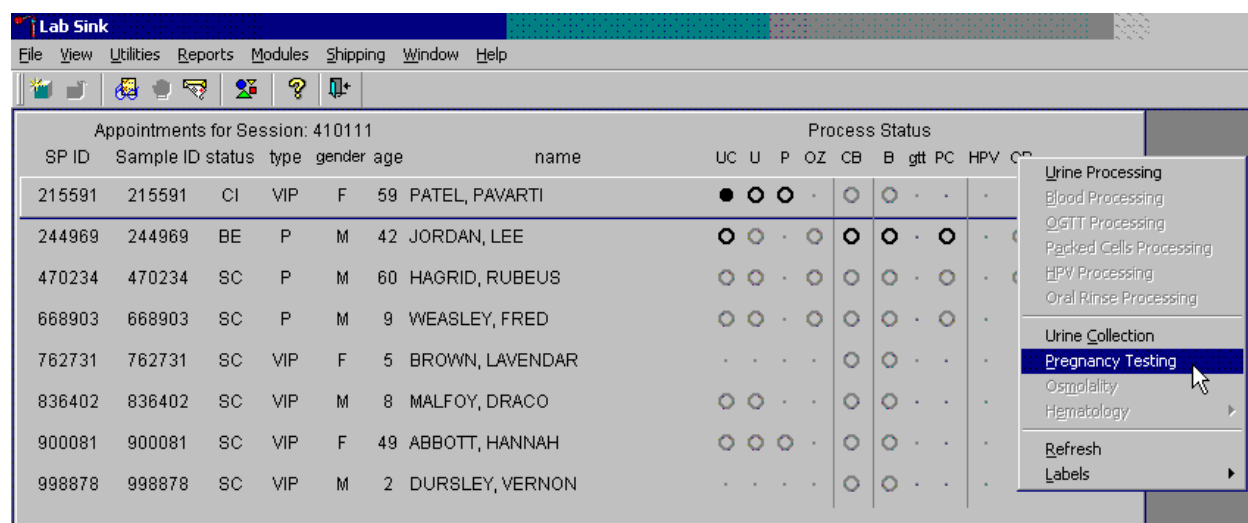 Lab Sink
File View Utilities Reports Modules Shipping Window Help
Appointments for Session: 410111 Process Status
SP ID Sample ID status type gender age name UC U P OZ CB B gtt PC HPV
215591 215591 CI VIP F 59 PATEL, PAVARTI
244969 244969 BE P M 42 JORDAN, LEE
470234 470234 SC P M 60 HAGRID, RUBEUS
668903 668903 SC P M 9 WEASLEY, FRED
762731 762731 SC VIP F 5 BROWN, LAVENDAR
836402 836402 SC VIP M 8 MALFOY, DRACO
900081 900081 SC VIP F 49 ABBOTT, HANNAH
998878 998878 SC VIP M 2 DURSLEY, VERNON
Urine Processing
Blood Processing
OGTT Processing
Packed Cells Processing
HPV Processing
Oral Rinse Processing
Urine Collection
Pregnancy Testing
Osmolality
Hematology
Refresh
Labels